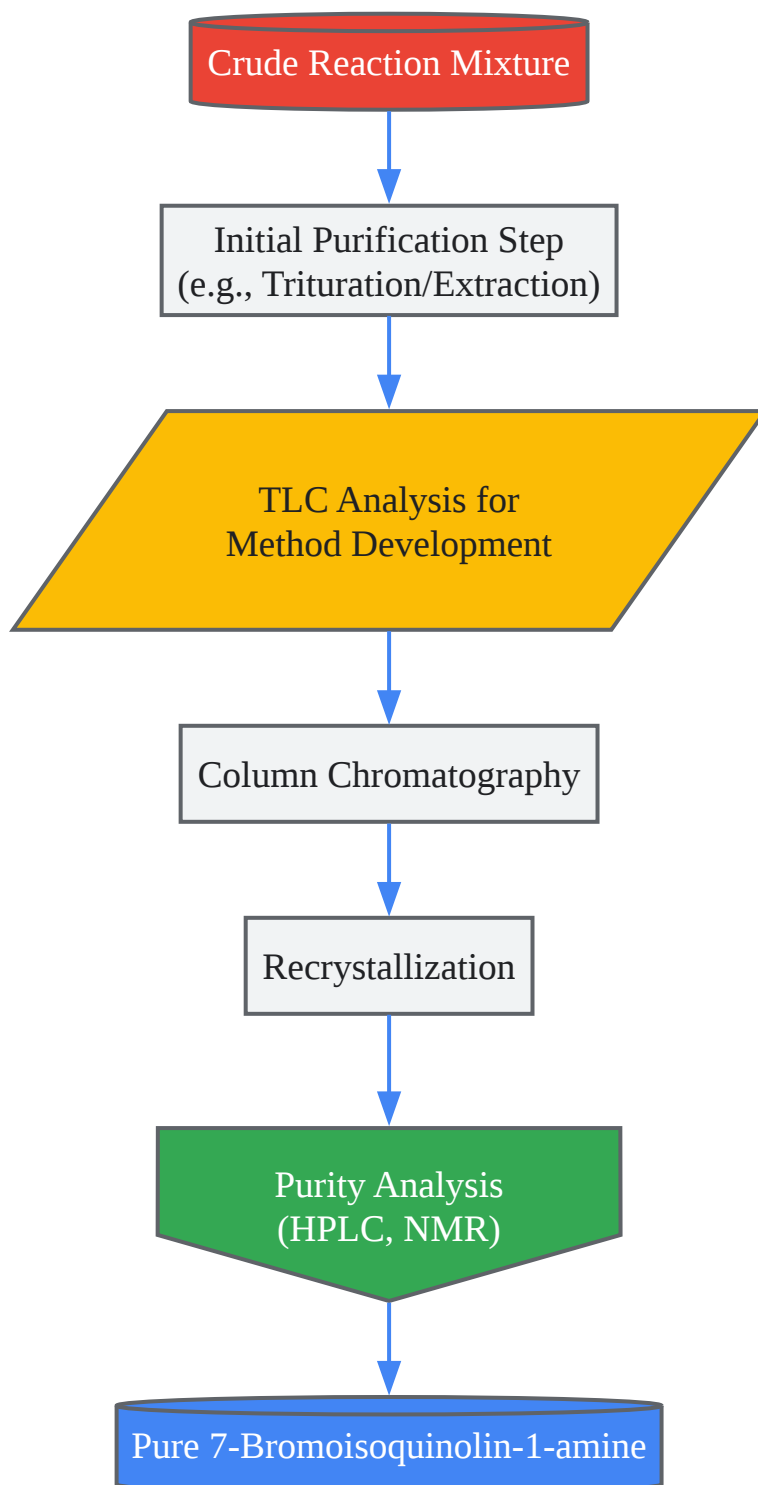 Crude Reaction Mixture
Initial Purification Step
(e.g., Trituration/Extraction)
TLC Analysis for
Method Development
Column Chromatography
Recrystallization
Purity Analysis
(HPLC, NMR)
Pure 7-Bromoisoquinolin-1-amine